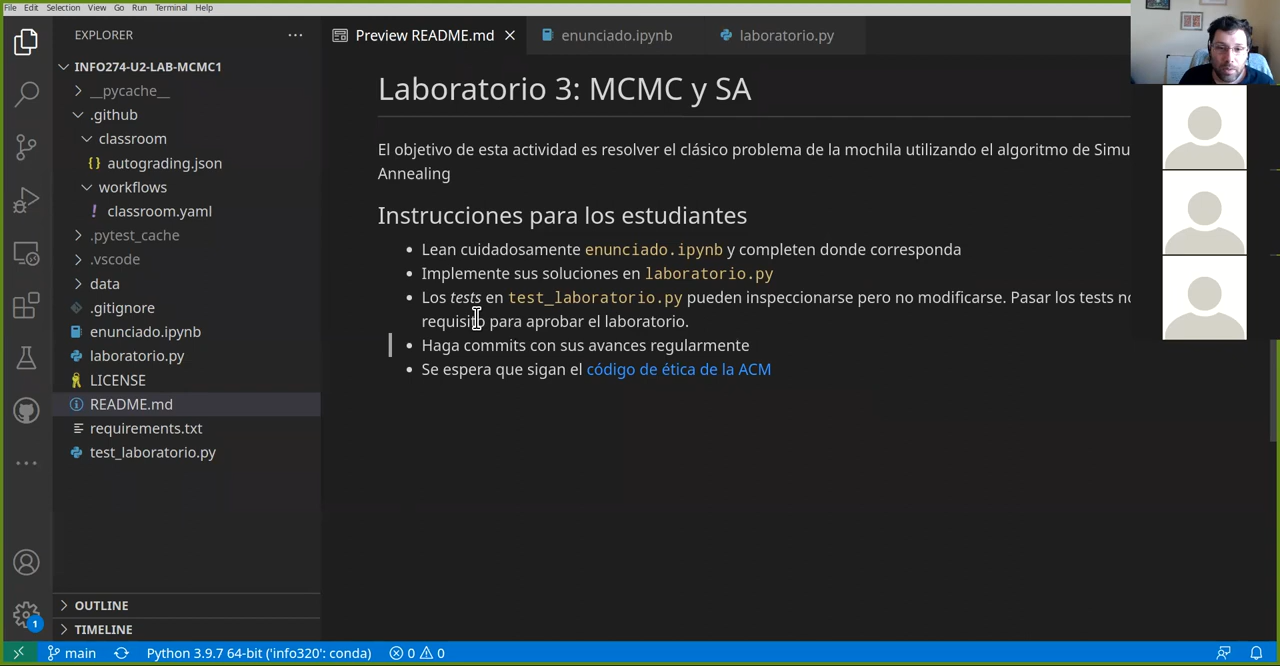 File Edit Selection View Go Run Terminal Help
EXPLORER
Preview README.md
enunciado.ipynb
laboratorio.py
INFO274-U2-LAB-MCMC1
__pycache__
.github
classroom
{} autograding.json
workflows
! classroom.yaml
.pytest_cache
.vscode
data
.gitignore
enunciado.ipynb
laboratorio.py
LICENSE
README.md
requirements.txt
test_laboratorio.py
OUTLINE
TIMELINE
Laboratorio 3: MCMC y SA
El objetivo de esta actividad es resolver el clásico problema de la mochila utilizando el algoritmo de Simu
Annealing
Instrucciones para los estudiantes
• Lean cuidadosamente enunciado.ipynb y completen donde corresponda
• Implemente sus soluciones en laboratorio.py
• Los tests en test_laboratorio.py pueden inspeccionarse pero no modificarse. Pasar los tests no
requisito para aprobar el laboratorio.
• Haga commits con sus avances regularmente
• Se espera que sigan el código de ética de la ACM
1
main Python 3.9.7 64-bit ('info320': conda) 0 0